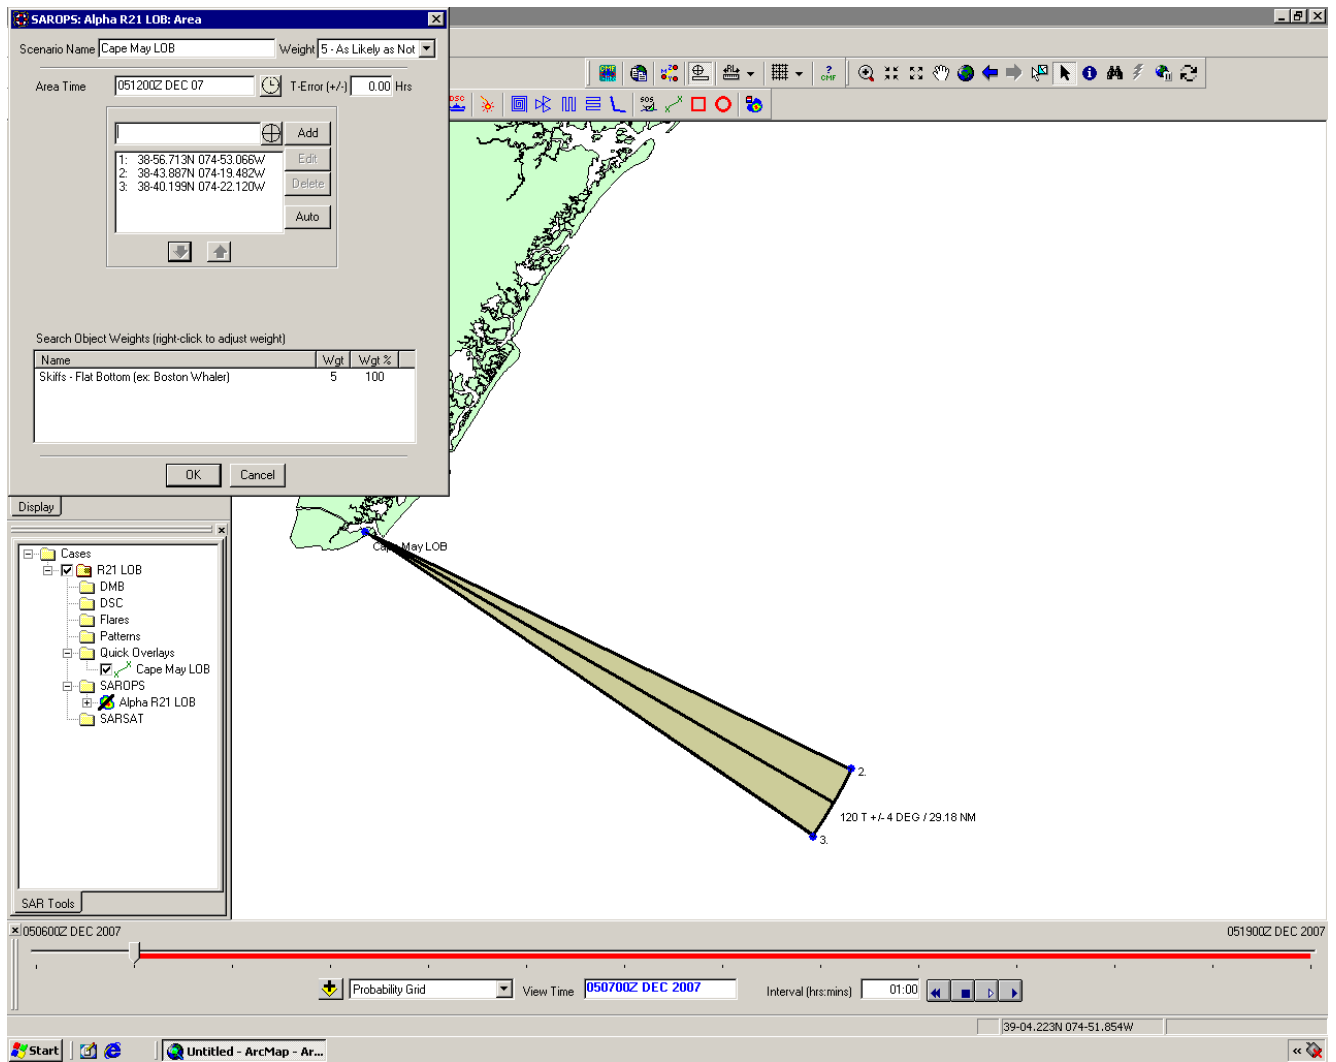 SAROPS: Alpha R21 LOB: Area
Scenario Name Cape May LOB Weight 5 - As Likely as Not
Area Time 051200Z DEC 07 T-Error (+/-) 0.00 Hrs
Add
1: 38-56.713N 074-53.066W
2: 38-43.887N 074-19.482W
3: 38-40.199N 074-22.120W
Edit
Delete
Auto
Search Object Weights (right-click to adjust weight)
Name Wgt Wgt %
Skiffs - Flat Bottom (ex: Boston Whaler) 5 100
OK Cancel
DSC
SOS
Display
Cases
R21 LOB
DMB
DSC
Flares
Patterns
Quick Overlays
Cape May LOB
SAROPS
Alpha R21 LOB
SARSAT
SAR Tools
Cape May LOB
2.
120 T +/- 4 DEG / 29.18 NM
3.
050600Z DEC 2007 051900Z DEC 2007
Probability Grid View Time 050700Z DEC 2007 Interval (hrs:mins) 01:00
39-04.223N 074-51.854W
Start Untitled - ArcMap - Ar...